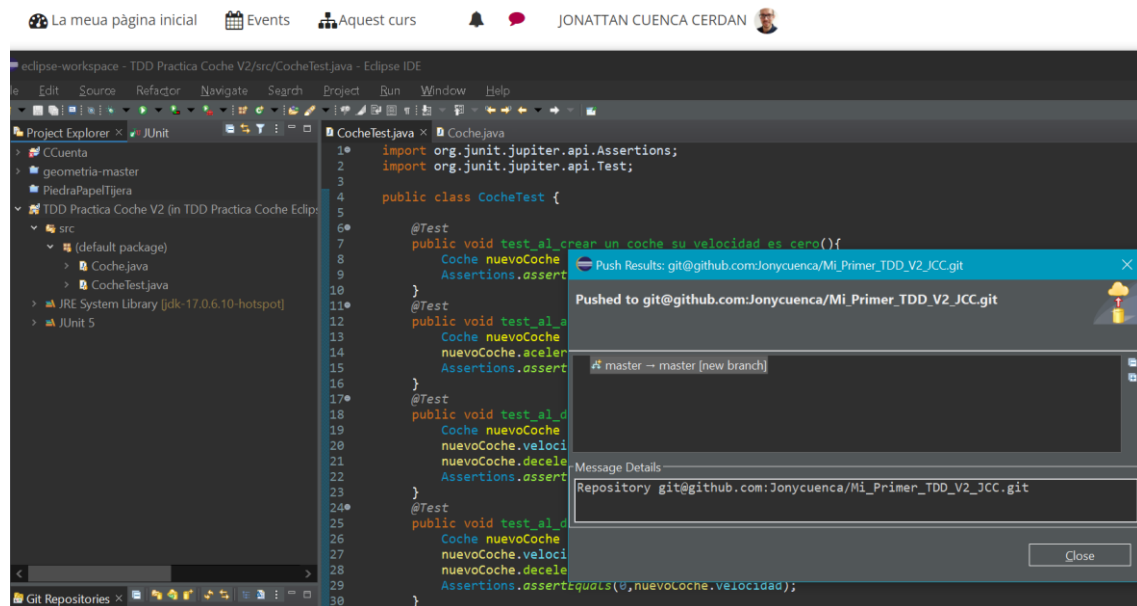 La meua pàgina inicial Events Aquest curs JONATTAN CUENCA CERDAN
eclipse-workspace - TDD Practica Coche V2/src/CocheTest.java - Eclipse IDE
le Edit Source Refactor Navigate Search Project Run Window Help
Project Explorer × JUnit
CCuenta
geometria-master
PiedraPapelTijera
TDD Practica Coche V2 (in TDD Practica Coche Eclip
src
(default package)
Coche.java
CocheTest.java
JRE System Library [jdk-17.0.6.10-hotspot]
JUnit 5
Git Repositories ×
CocheTest.java × Coche.java
1 import org.junit.jupiter.api.Assertions;
2 import org.junit.jupiter.api.Test;
3
4 public class CocheTest {
5
6 @Test
7 public void test_al_crear_un_coche_su_velocidad_es_cero(){
8 Coche nuevoCoche
9 Assertions.assert
10 }
11 @Test
12 public void test_al_a
13 Coche nuevoCoche
14 nuevoCoche.aceler
15 Assertions.assert
16 }
17 @Test
18 public void test_al_d
19 Coche nuevoCoche
20 nuevoCoche.veloci
21 nuevoCoche.decele
22 Assertions.assert
23 }
24 @Test
25 public void test_al_d
26 Coche nuevoCoche
27 nuevoCoche.veloci
28 nuevoCoche.decele
29 Assertions.assertEquals(0,nuevoCoche.velocidad);
30 }
Push Results: git@github.com:Jonycuenca/Mi_Primer_TDD_V2_JCC.git
Pushed to git@github.com:Jonycuenca/Mi_Primer_TDD_V2_JCC.git
master → master [new branch]
Message Details
Repository git@github.com:Jonycuenca/Mi_Primer_TDD_V2_JCC.git
Close